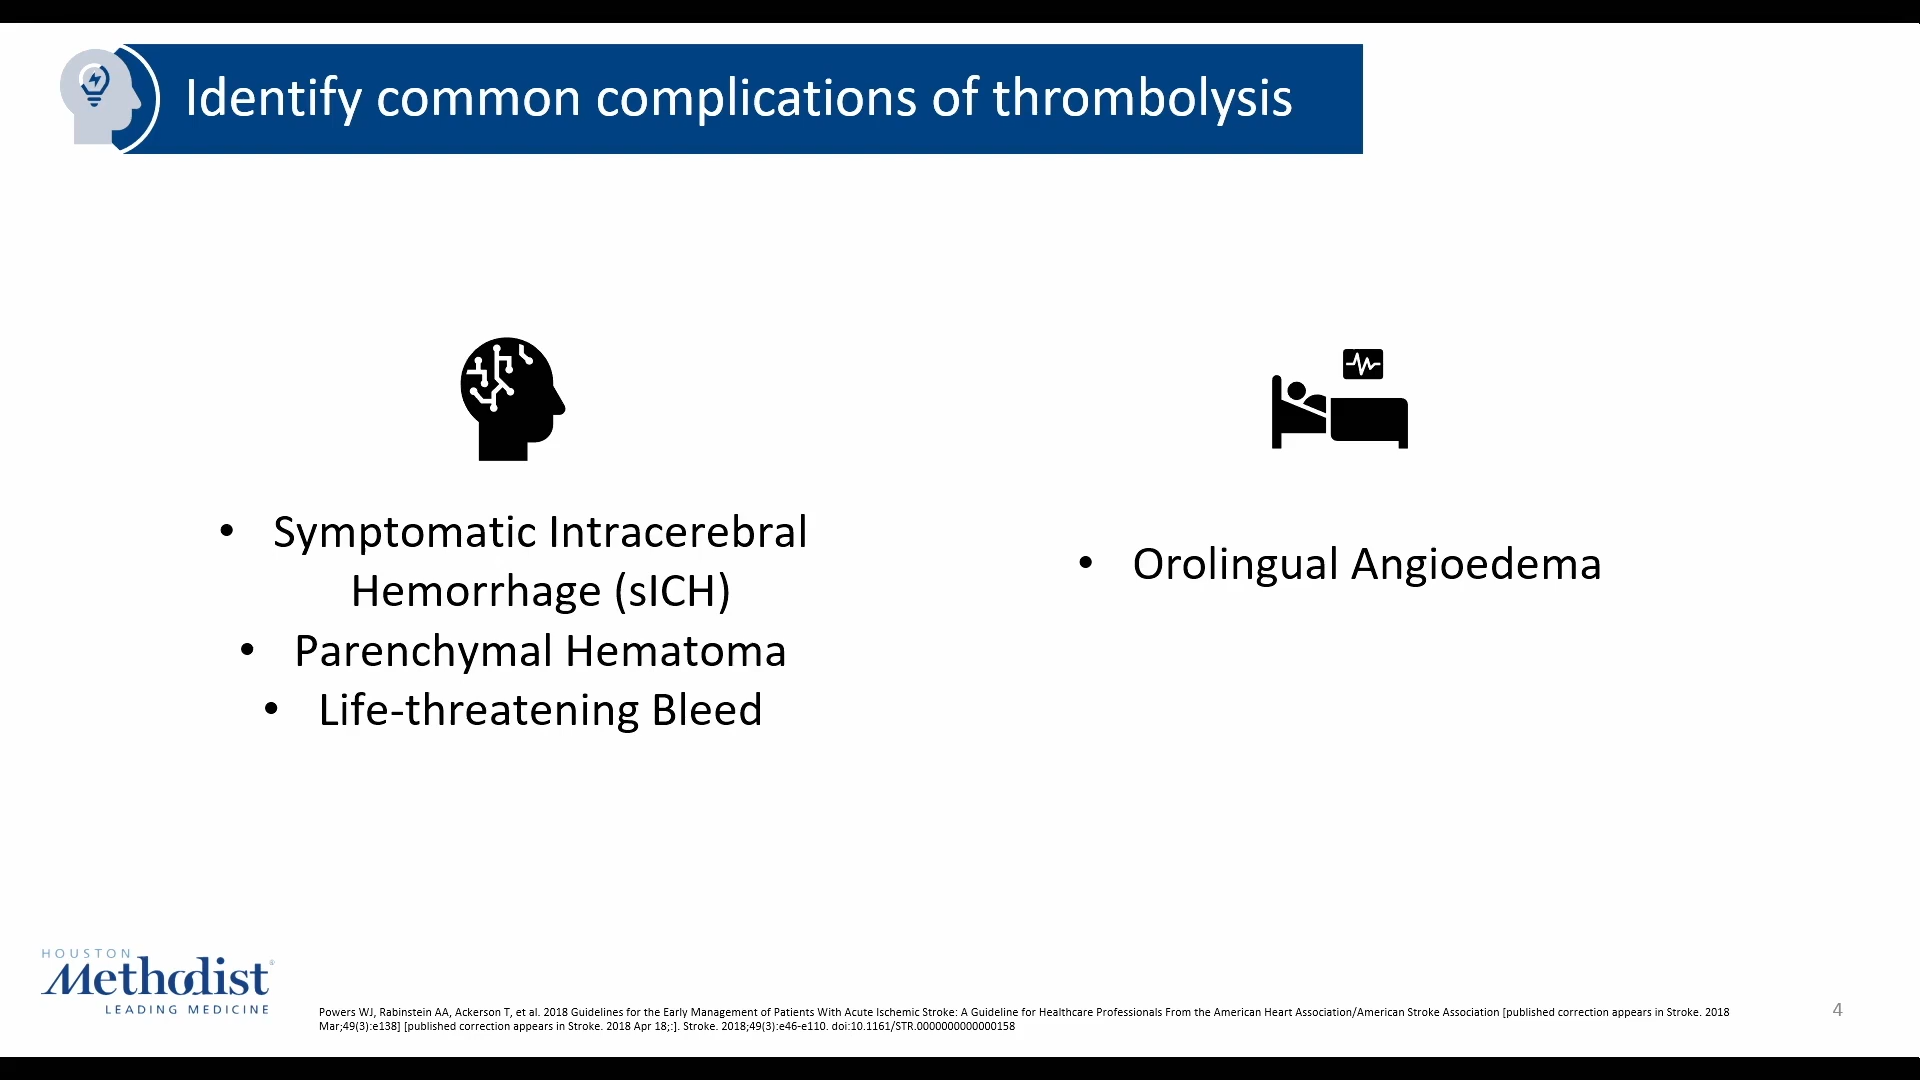 Identify common complications of thrombolysis
• Symptomatic Intracerebral
Hemorrhage (sICH)
• Parenchymal Hematoma
• Life-threatening Bleed
• Orolingual Angioedema
HOUSTON
Methodist®
LEADING MEDICINE
Powers WJ, Rabinstein AA, Ackerson T, et al. 2018 Guidelines for the Early Management of Patients With Acute Ischemic Stroke: A Guideline for Healthcare Professionals From the American Heart Association/American Stroke Association [published correction appears in Stroke. 2018
Mar;49(3):e138] [published correction appears in Stroke. 2018 Apr 18;:]. Stroke. 2018;49(3):e46-e110. doi:10.1161/STR.0000000000000158
4